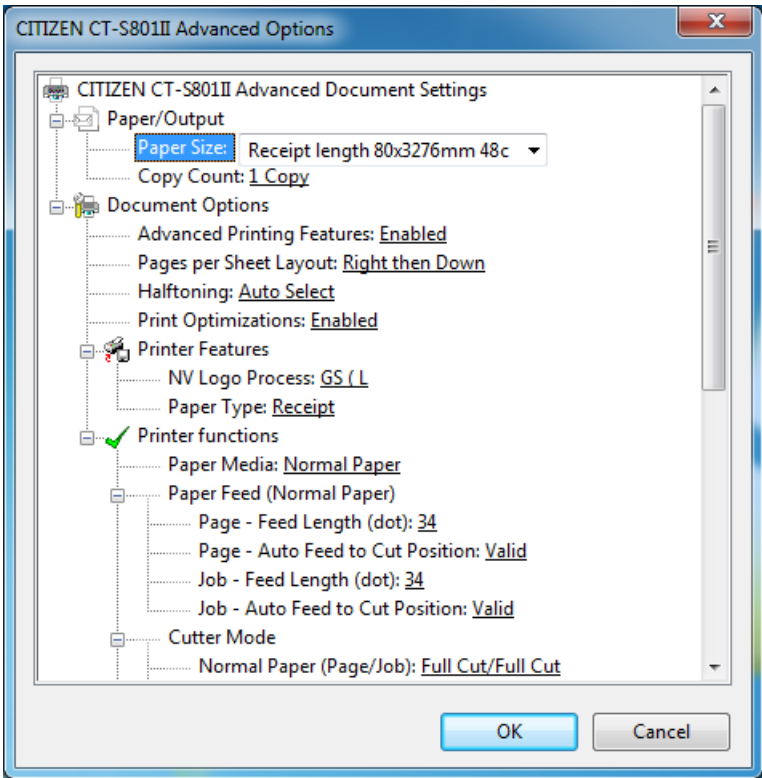 CITIZEN CT-S801II Advanced Options
CITIZEN CT-S801II Advanced Document Settings
Paper/Output
Paper Size: Receipt length 80x3276mm 48c
Copy Count: 1 Copy
Document Options
Advanced Printing Features: Enabled
Pages per Sheet Layout: Right then Down
Halftoning: Auto Select
Print Optimizations: Enabled
Printer Features
NV Logo Process: GS ( L
Paper Type: Receipt
Printer functions
Paper Media: Normal Paper
Paper Feed (Normal Paper)
Page - Feed Length (dot): 34
Page - Auto Feed to Cut Position: Valid
Job - Feed Length (dot): 34
Job - Auto Feed to Cut Position: Valid
Cutter Mode
Normal Paper (Page/Job): Full Cut/Full Cut
OK Cancel